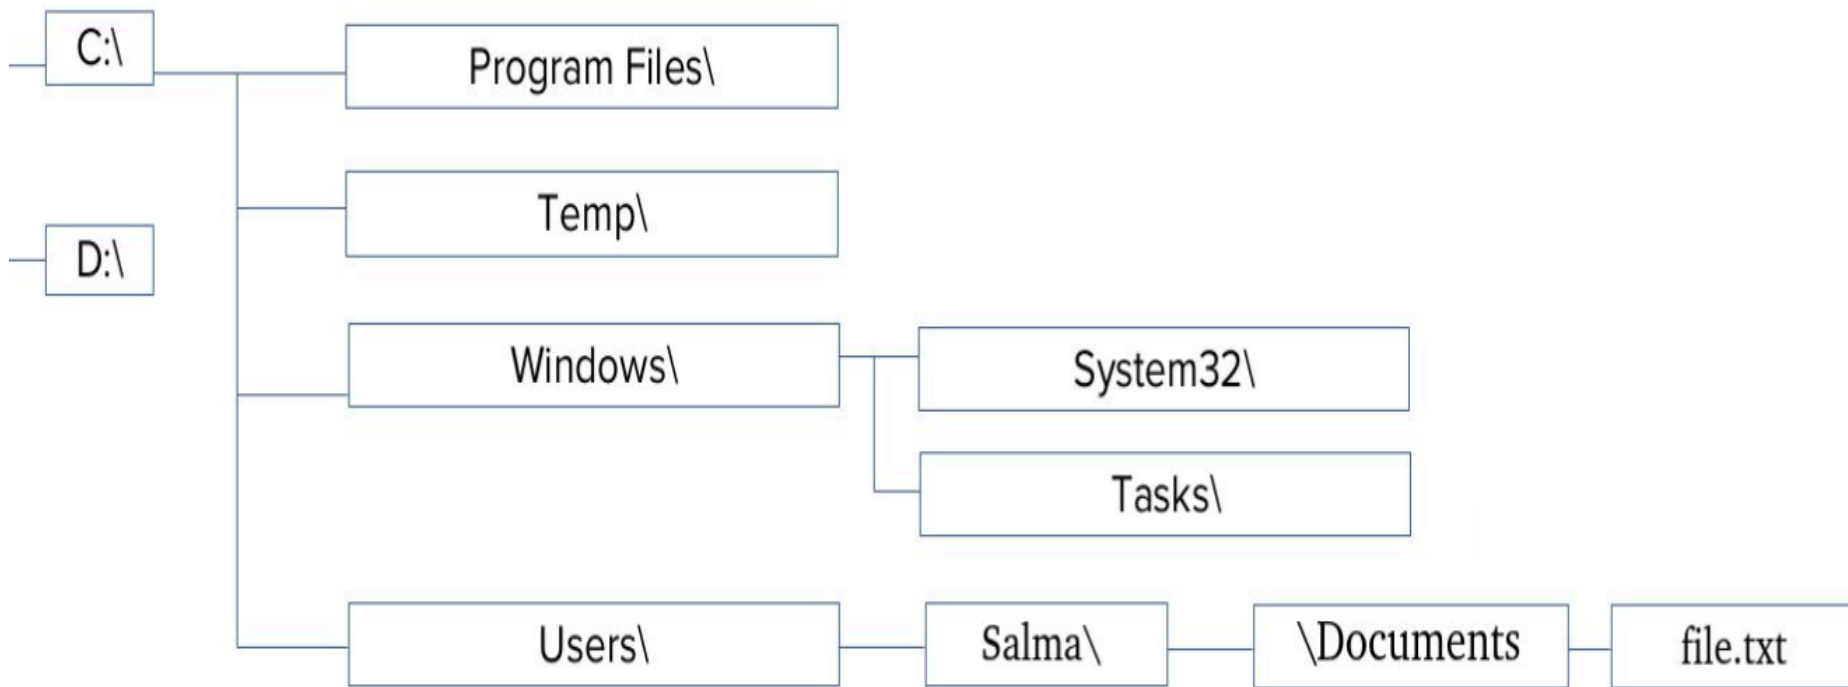 C:\
Program Files\
Temp\
D:\
Windows\
System32\
Tasks\
Users\
Salma\
\Documents
file.txt